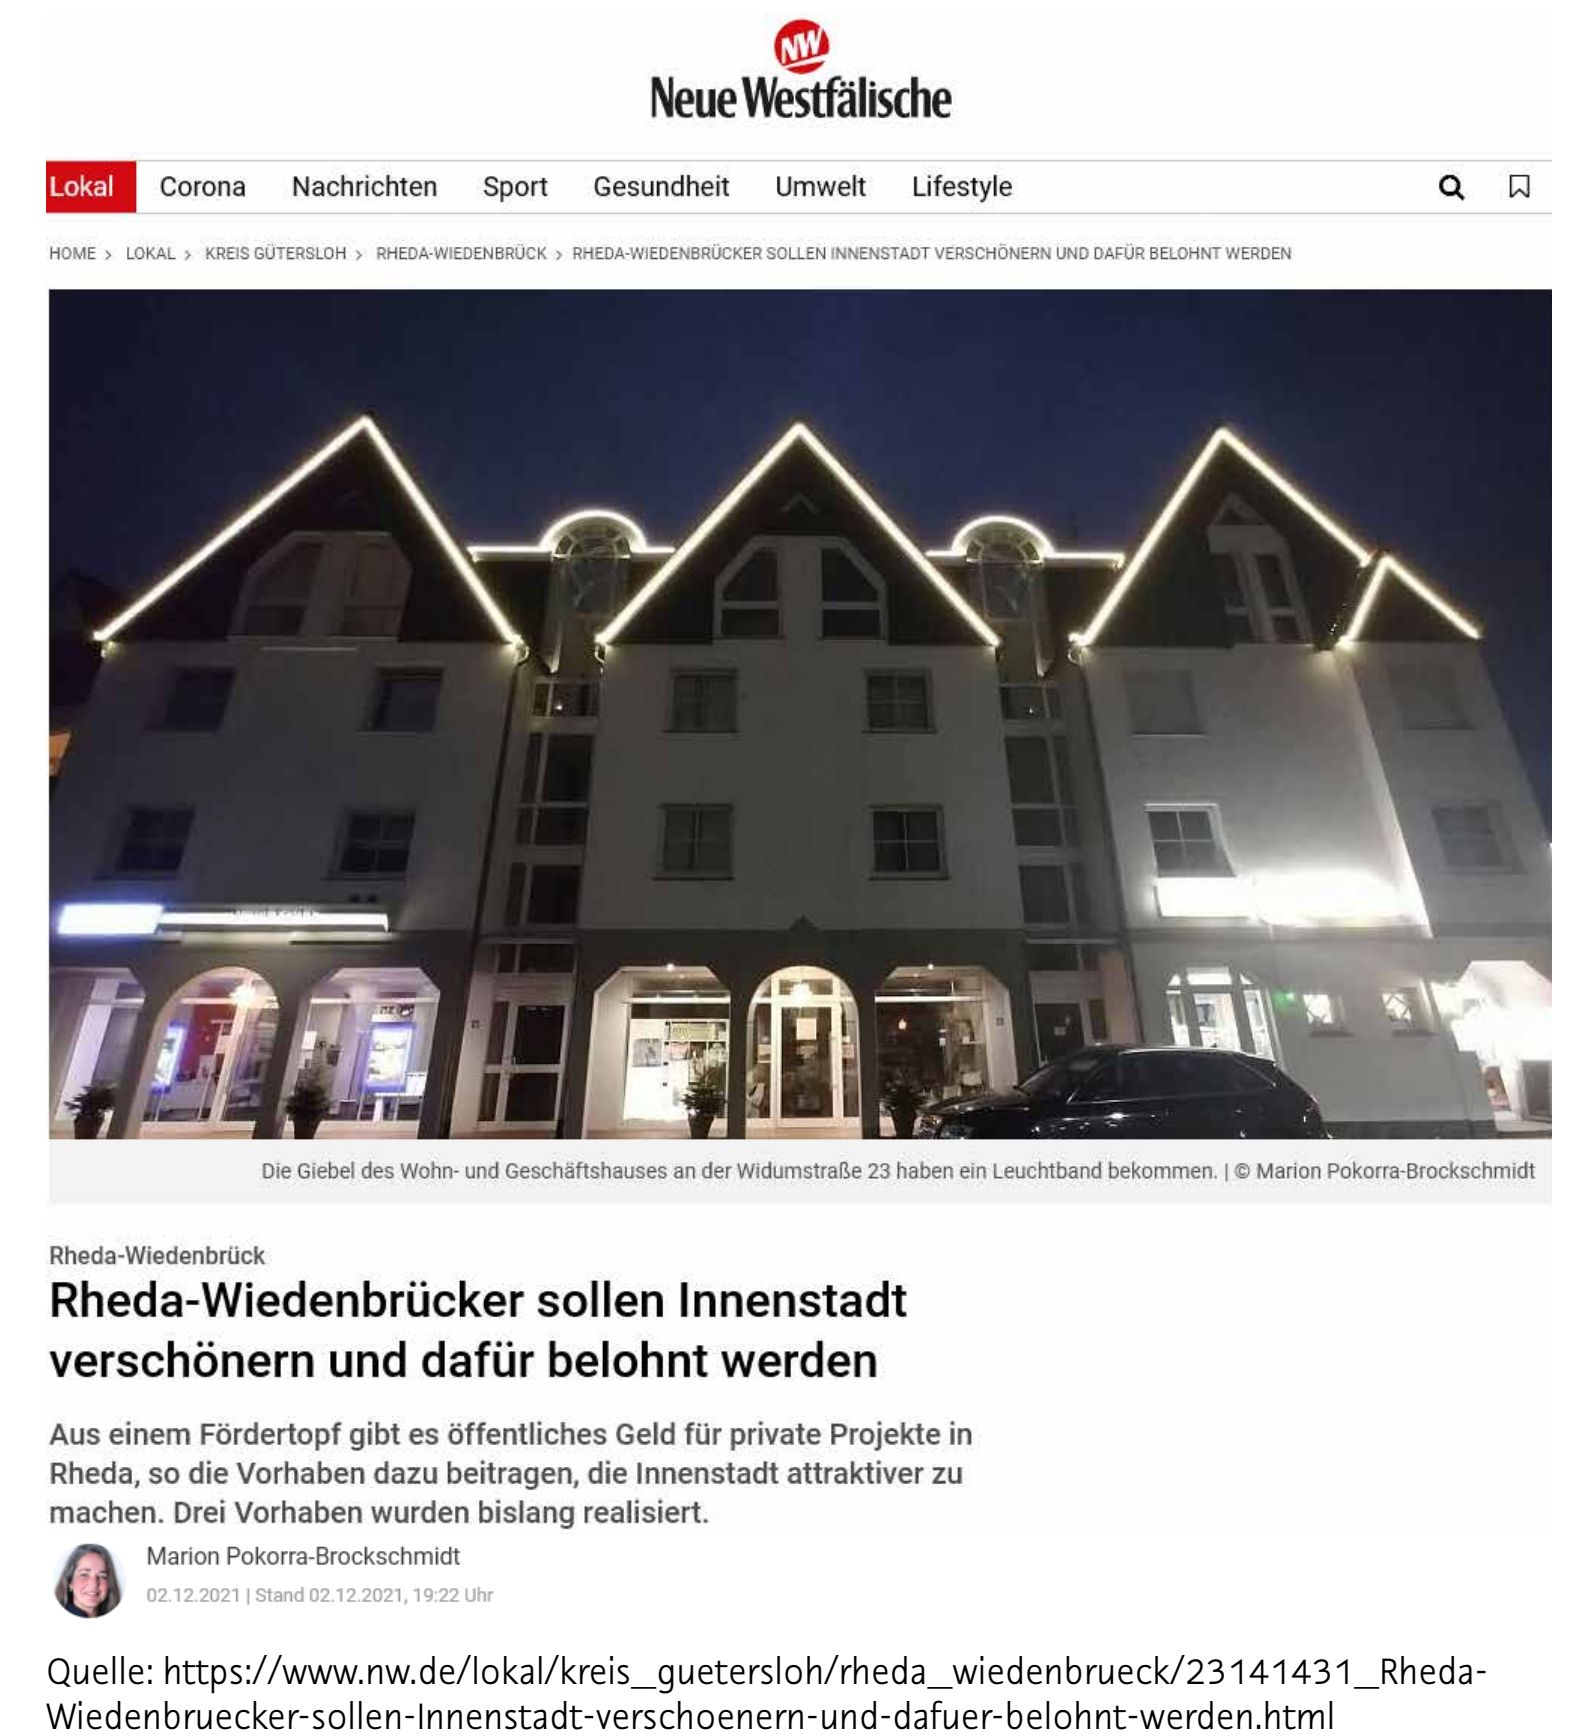 NW
Neue Westfälische
Lokal Corona Nachrichten Sport Gesundheit Umwelt Lifestyle
HOME > LOKAL > KREIS GÜTERSLOH > RHEDA-WIEDENBRÜCK > RHEDA-WIEDENBRÜCKER SOLLEN INNENSTADT VERSCHÖNERN UND DAFÜR BELOHNT WERDEN
Die Giebel des Wohn- und Geschäftshauses an der Widumstraße 23 haben ein Leuchtband bekommen. | © Marion Pokorra-Brockschmidt
Rheda-Wiedenbrück
Rheda-Wiedenbrücker sollen Innenstadt
verschönern und dafür belohnt werden
Aus einem Fördertopf gibt es öffentliches Geld für private Projekte in
Rheda, so die Vorhaben dazu beitragen, die Innenstadt attraktiver zu
machen. Drei Vorhaben wurden bislang realisiert.
Marion Pokorra-Brockschmidt
02.12.2021 | Stand 02.12.2021, 19:22 Uhr
Quelle: https://www.nw.de/lokal/kreis_guetersloh/rheda_wiedenbrueck/23141431_Rheda-
Wiedenbruecker-sollen-Innenstadt-verschoenern-und-dafuer-belohnt-werden.html